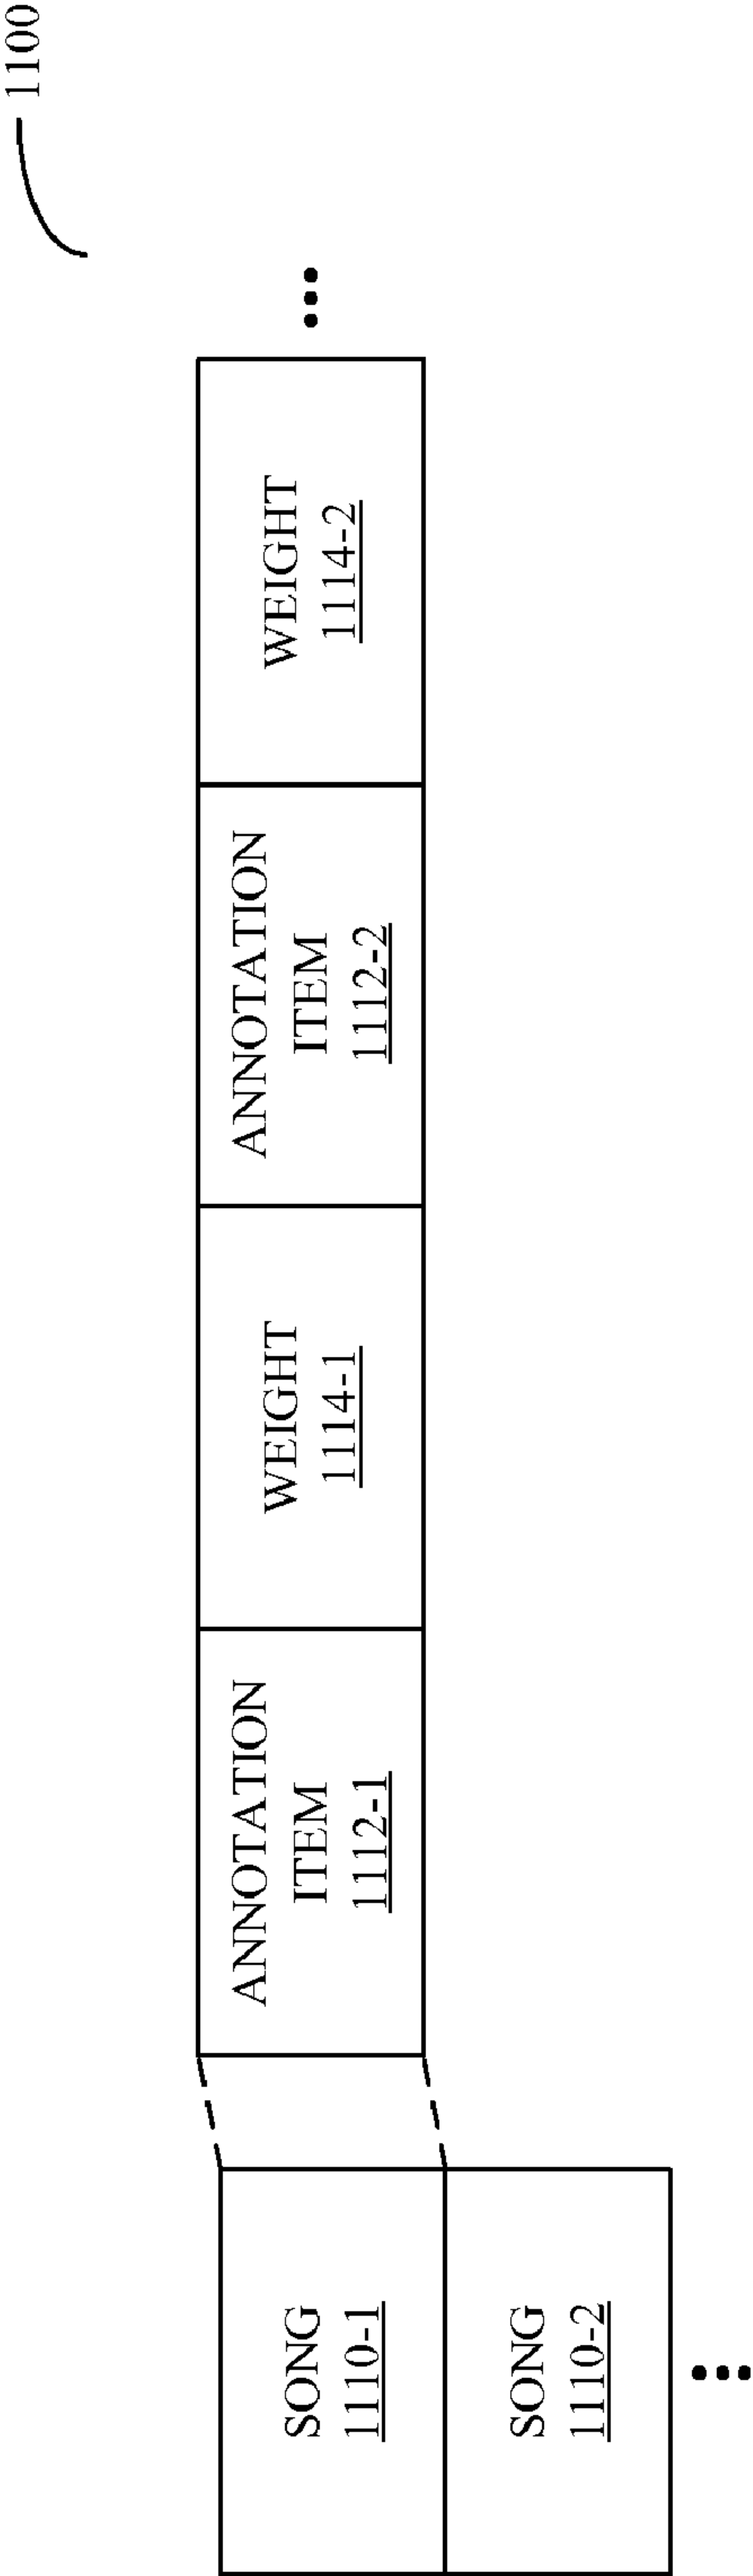 1100
SONG
1110-1
ANNOTATION
ITEM
1112-1
WEIGHT
1114-1
ANNOTATION
ITEM
1112-2
WEIGHT
1114-2
•••
SONG
1110-2
•••